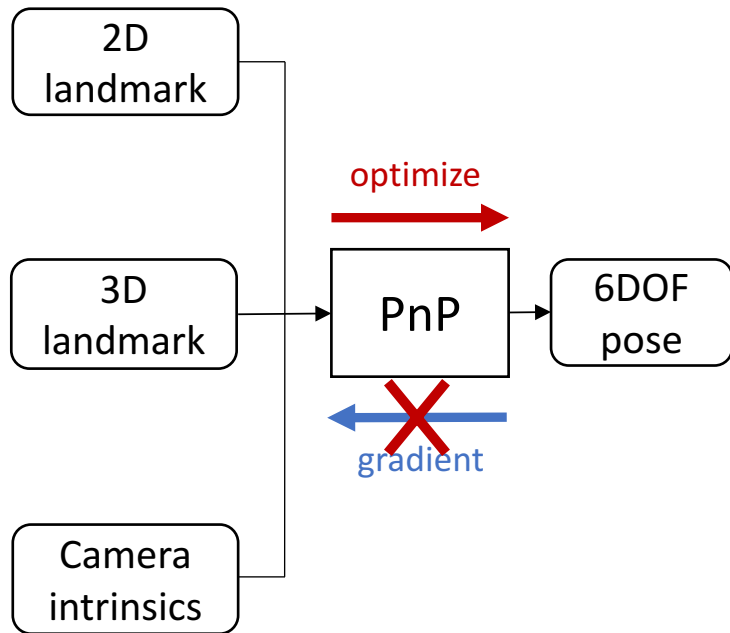 2D
landmark
optimize
3D
landmark
PnP
6DOF
pose
gradient
Camera
intrinsics